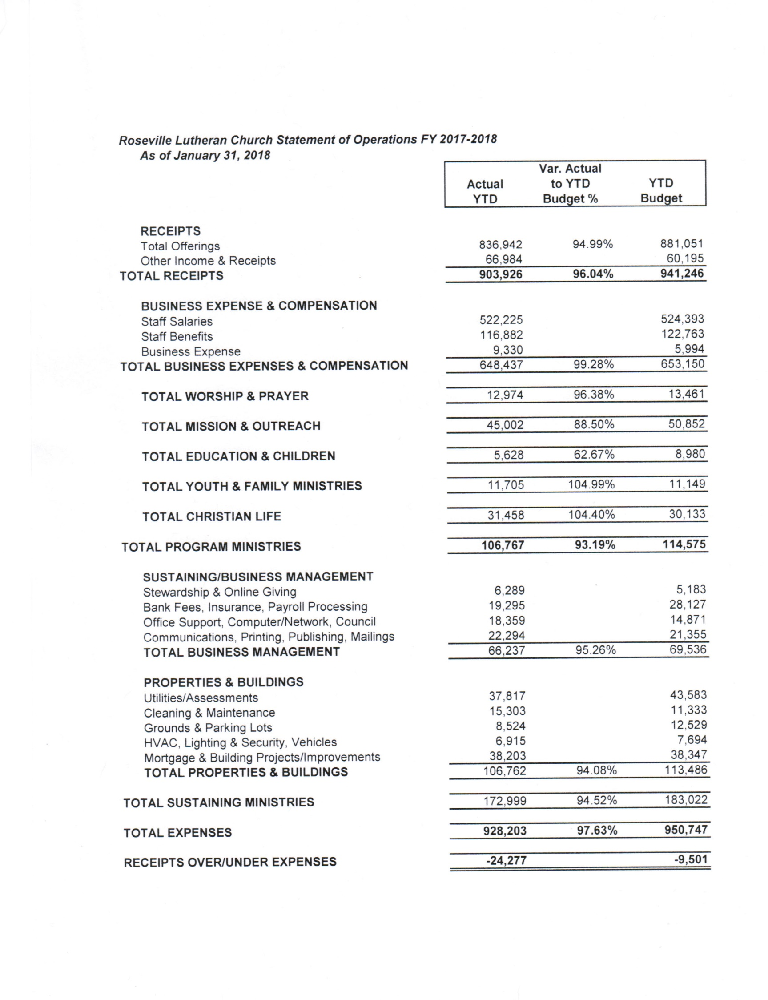 Roseville Lutheran Church Statement of Operations FY 2017-2018
As of January 31, 2018
Var. Actual
Actual to YTD YTD
YTD Budget % Budget
RECEIPTS
Total Offerings 836,942 94.99% 881,051
Other Income & Receipts 66,984 60,195
TOTAL RECEIPTS 903,926 96.04% 941,246
BUSINESS EXPENSE & COMPENSATION
Staff Salaries 522,225 524,393
Staff Benefits 116,882 122,763
Business Expense 9,330 5,994
TOTAL BUSINESS EXPENSES & COMPENSATION 648,437 99.28% 653,150
TOTAL WORSHIP & PRAYER 12,974 96.38% 13,461
TOTAL MISSION & OUTREACH 45,002 88.50% 50,852
TOTAL EDUCATION & CHILDREN 5,628 62.67% 8,980
TOTAL YOUTH & FAMILY MINISTRIES 11,705 104.99% 11,149
TOTAL CHRISTIAN LIFE 31,458 104.40% 30,133
TOTAL PROGRAM MINISTRIES 106,767 93.19% 114,575
SUSTAINING/BUSINESS MANAGEMENT
Stewardship & Online Giving 6,289 5,183
Bank Fees, Insurance, Payroll Processing 19,295 28,127
Office Support, Computer/Network, Council 18,359 14,871
Communications, Printing, Publishing, Mailings 22,294 21,355
TOTAL BUSINESS MANAGEMENT 66,237 95.26% 69,536
PROPERTIES & BUILDINGS
Utilities/Assessments 37,817 43,583
Cleaning & Maintenance 15,303 11,333
Grounds & Parking Lots 8,524 12,529
HVAC, Lighting & Security, Vehicles 6,915 7,694
Mortgage & Building Projects/Improvements 38,203 38,347
TOTAL PROPERTIES & BUILDINGS 106,762 94.08% 113,486
TOTAL SUSTAINING MINISTRIES 172,999 94.52% 183,022
TOTAL EXPENSES 928,203 97.63% 950,747
RECEIPTS OVER/UNDER EXPENSES -24,277 -9,501